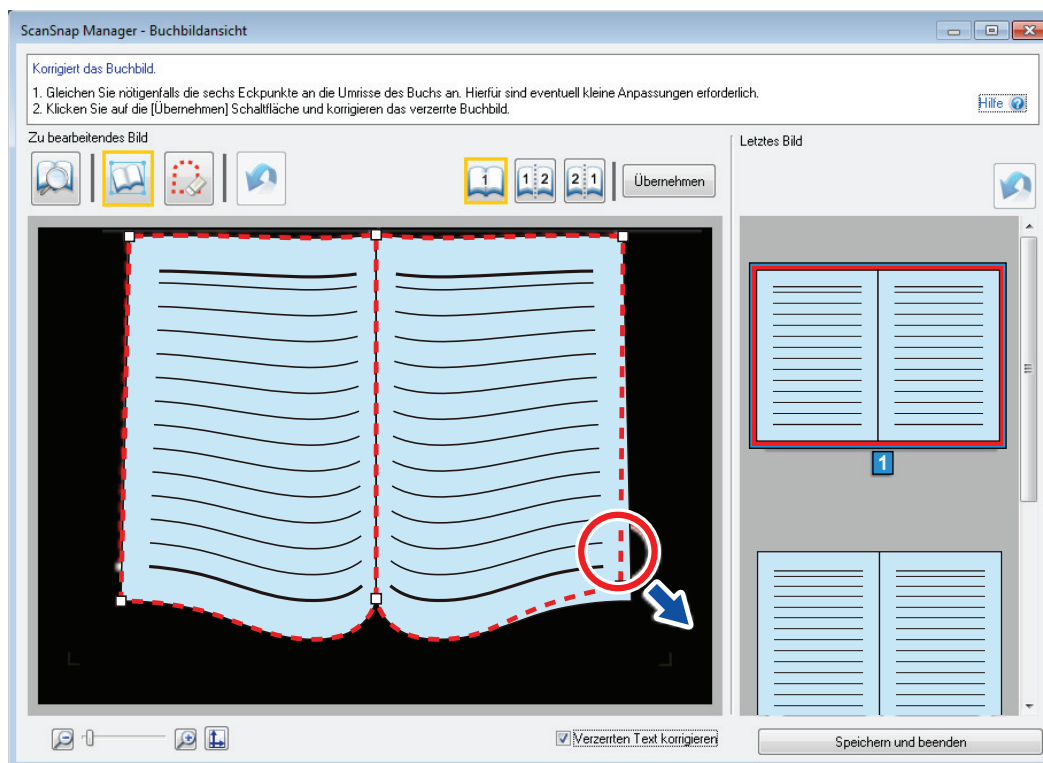 ScanSnap Manager - Buchbildansicht
Korrigiert das Buchbild.
1. Gleichen Sie nötigenfalls die sechs Eckpunkte an die Umrisse des Buchs an. Hierfür sind eventuell kleine Anpassungen erforderlich.
2. Klicken Sie auf die [Übernehmen] Schaltfläche und korrigieren das verzerrte Buchbild.
Hilfe
Zu bearbeitendes Bild
Letztes Bild
1
1 2
2 1
Übernehmen
1
Verzerrten Text korrigieren
Speichern und beenden